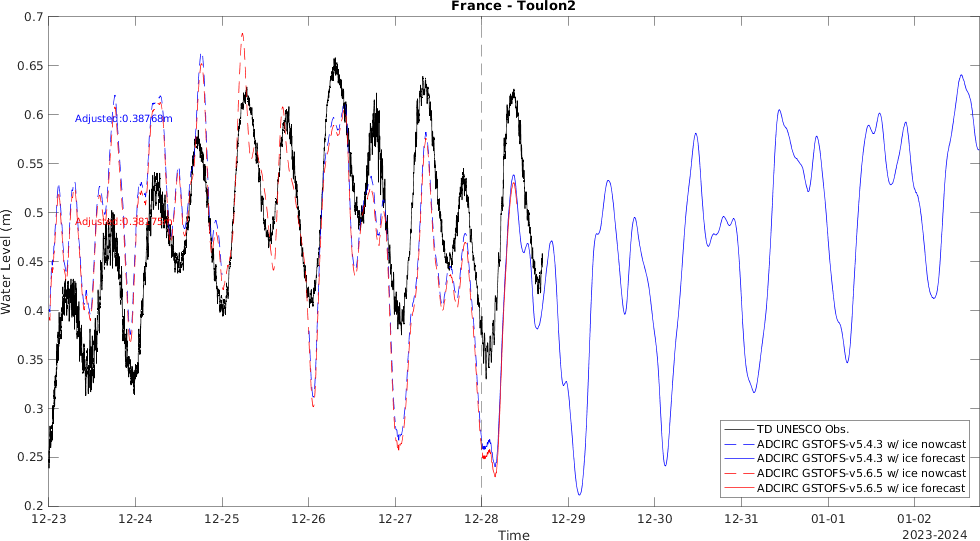 France - Toulon2
0.7
0.65
0.6
0.55
0.5
0.45
0.4
0.35
0.3
0.25
0.2
Water Level (m)
Adjusted:0.38768m
TD UNESCO Obs.
ADCIRC GSTOFS-v5.4.3 w/ ice nowcast
ADCIRC GSTOFS-v5.4.3 w/ ice forecast
ADCIRC GSTOFS-v5.6.5 w/ ice nowcast
ADCIRC GSTOFS-v5.6.5 w/ ice forecast
12-23 12-24 12-25 12-26 12-27 12-28 12-29 12-30 12-31 01-01 01-02
Time
2023-2024